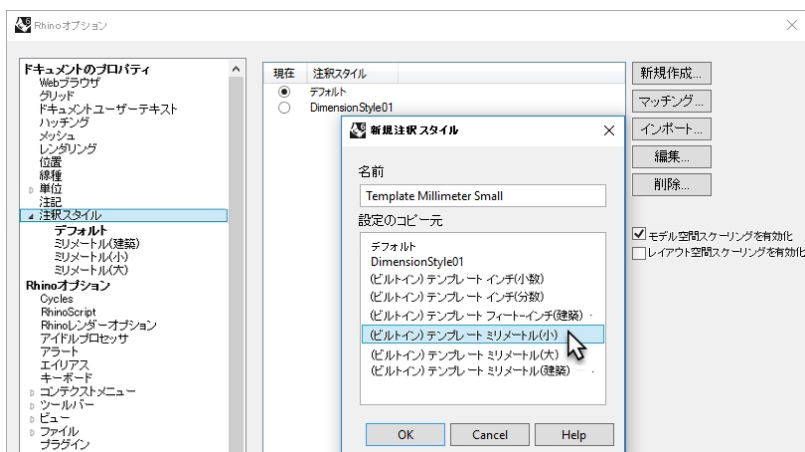 Rhinoオプション
ドキュメントのプロパティ
Webブラウザ
グリッド
ドキュメントユーザーテキスト
ハッチング
メッシュ
レンダリング
位置
線種
単位
注記
注釈スタイル
デフォルト
ミリメートル(建築)
ミリメートル(小)
ミリメートル(大)
Rhinoオプション
Cycles
RhinoScript
Rhinoレンダーオプション
アイドルプロセッサ
アラート
エイリアス
キーボード
コンテクストメニュー
ツールバー
ビュー
ファイル
プラグイン
現在 注釈スタイル
デフォルト
DimensionStyle01
新規注釈 スタイル
名前
Template Millimeter Small
設定のコピー元
デフォルト
DimensionStyle01
(ビルトイン) テンプレート インチ(小数)
(ビルトイン) テンプレート インチ(分数)
(ビルトイン) テンプレート フィート-インチ(建築)
(ビルトイン) テンプレート ミリメートル(小)
(ビルトイン) テンプレート ミリメートル(大)
(ビルトイン) テンプレート ミリメートル(建築)
OK Cancel Help
新規作成...
マッチング...
インポート...
編集...
削除...
モデル空間スケーリングを有効化
レイアウト空間スケーリングを有効化